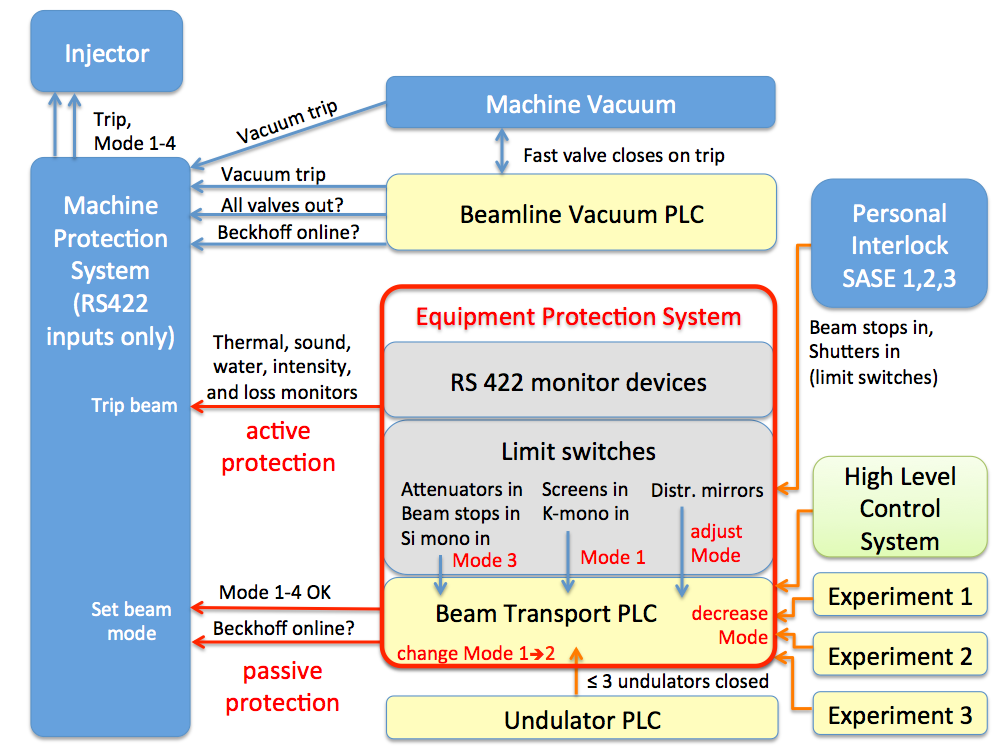 Injector
Trip,
Mode 1-4
Vacuum trip
Machine Vacuum
Fast valve closes on trip
Vacuum trip
All valves out?
Beckhoff online?
Beamline Vacuum PLC
Machine
Protection
System
(RS422
inputs only)
Personal
Interlock
SASE 1,2,3
Beam stops in,
Shutters in
(limit switches)
Equipment Protection System
RS 422 monitor devices
Thermal, sound,
water, intensity,
and loss monitors
Trip beam
active
protection
Limit switches
Attenuators in
Beam stops in
Si mono in
Mode 3
Screens in
K-mono in
Mode 1
Distr. mirrors
adjust
Mode
High Level
Control
System
Mode 1-4 OK
Set beam
mode
Beckhoff online?
passive
protection
Beam Transport PLC
decrease
Mode
change Mode 1➔2
Experiment 1
Experiment 2
Experiment 3
≤ 3 undulators closed
Undulator PLC